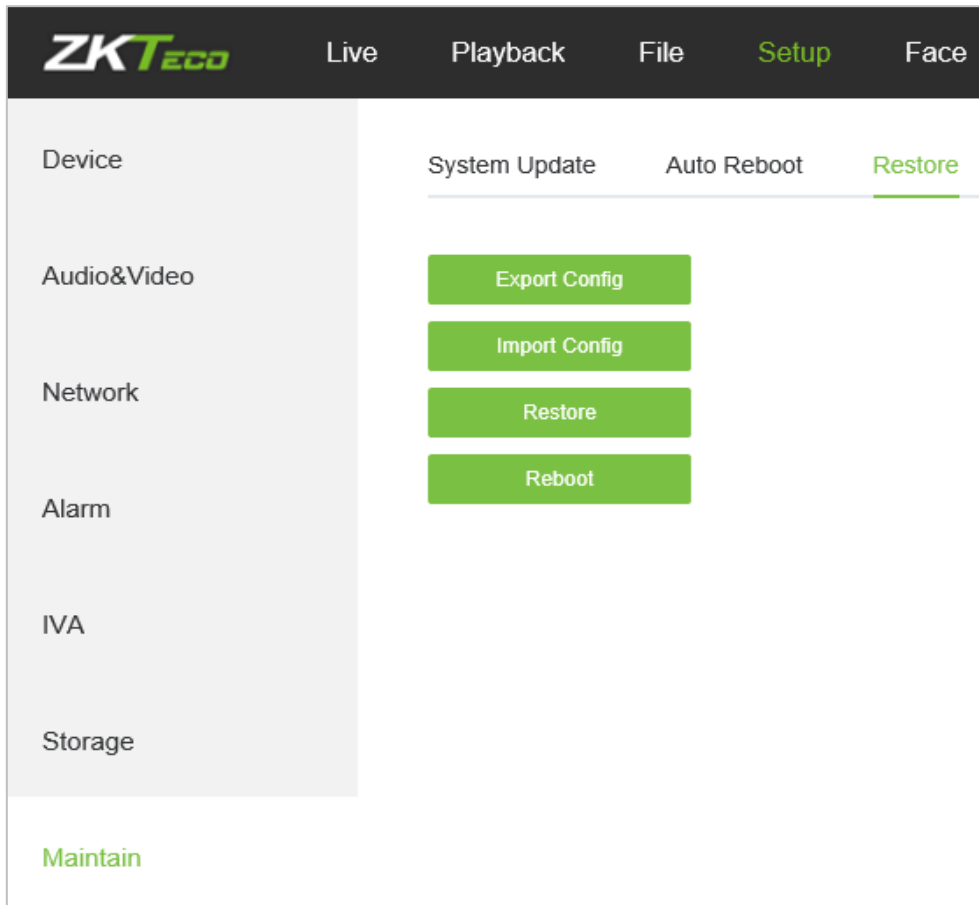 ZKTECO Live Playback File Setup Face
Device
Audio&Video
Network
Alarm
IVA
Storage
Maintain
System Update Auto Reboot Restore
Export Config
Import Config
Restore
Reboot